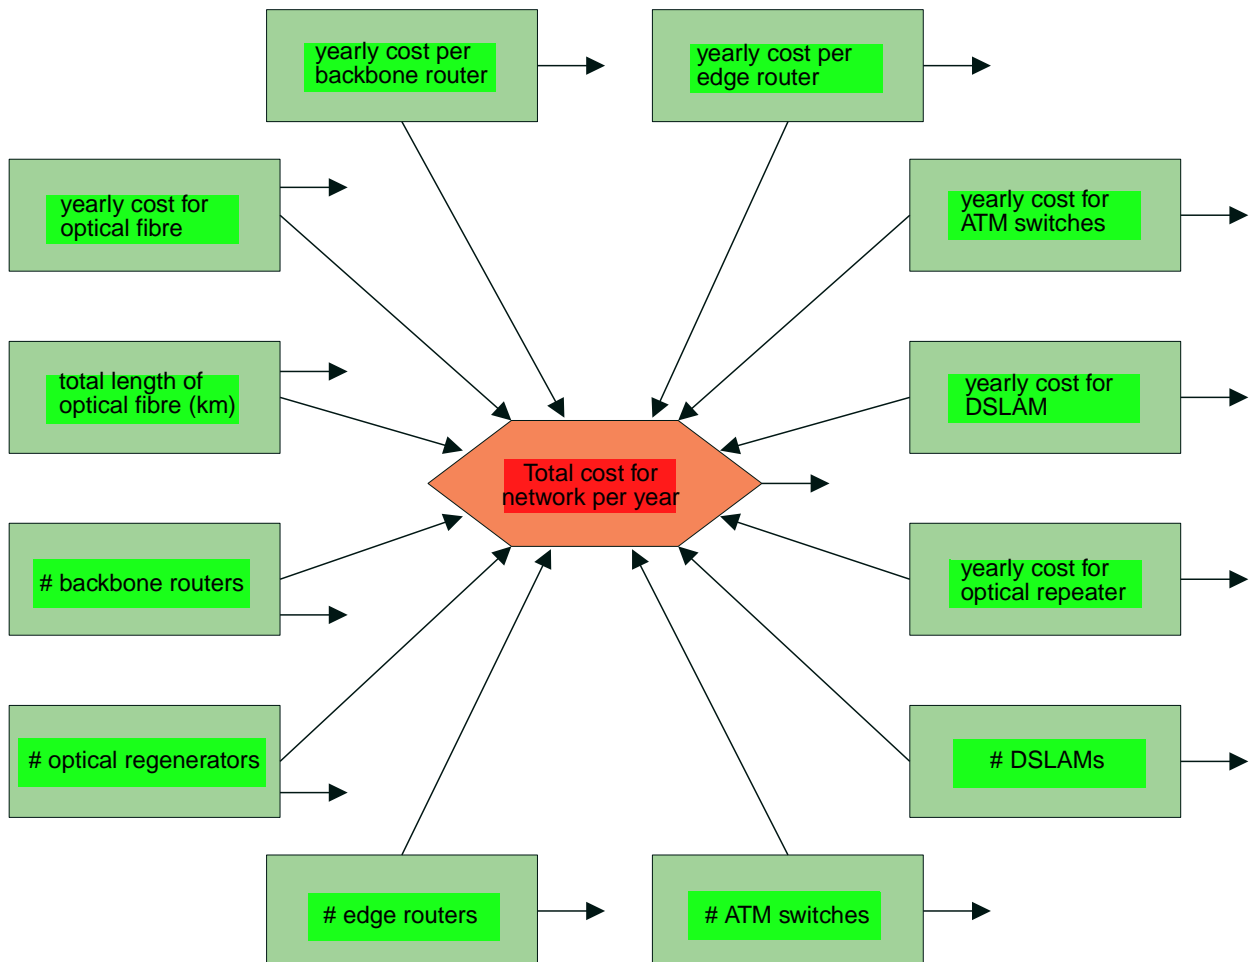 yearly cost per
backbone router
yearly cost per
edge router
yearly cost for
optical fibre
yearly cost for
ATM switches
total length of
optical fibre (km)
yearly cost for
DSLAM
Total cost for
network per year
# backbone routers
yearly cost for
optical repeater
# optical regenerators
# DSLAMs
# edge routers
# ATM switches